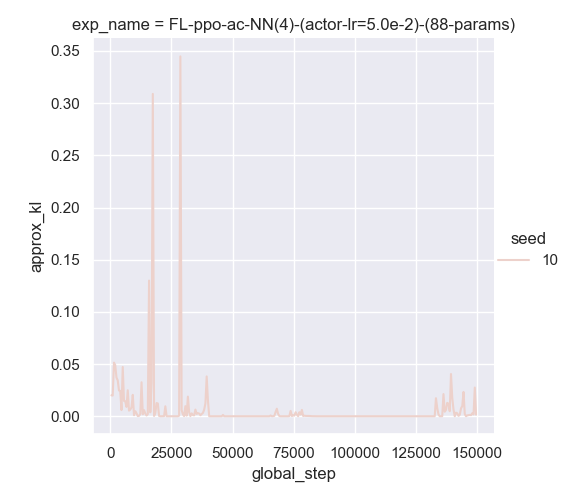 exp_name = FL-ppo-ac-NN(4)-(actor-lr=5.0e-2)-(88-params)
0.35
0.30
0.25
0.20
0.15
0.10
0.05
0.00
approx_kl
0 25000 50000 75000 100000 125000 150000
global_step
seed
10